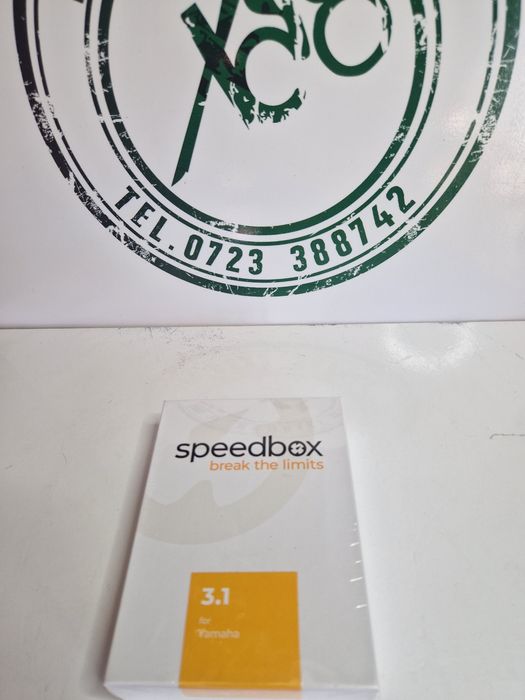 TEL. 0723 388742
speedbox
break the limits
3.1
for
Yamaha